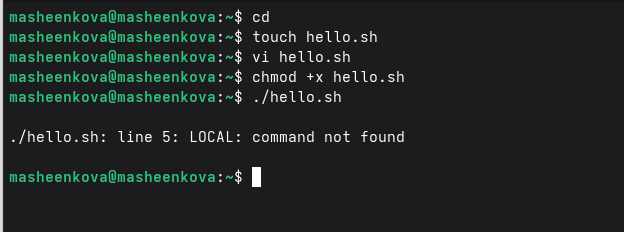 masheenkova@masheenkova:~$ cd
masheenkova@masheenkova:~$ touch hello.sh
masheenkova@masheenkova:~$ vi hello.sh
masheenkova@masheenkova:~$ chmod +x hello.sh
masheenkova@masheenkova:~$ ./hello.sh
./hello.sh: line 5: LOCAL: command not found
masheenkova@masheenkova:~$